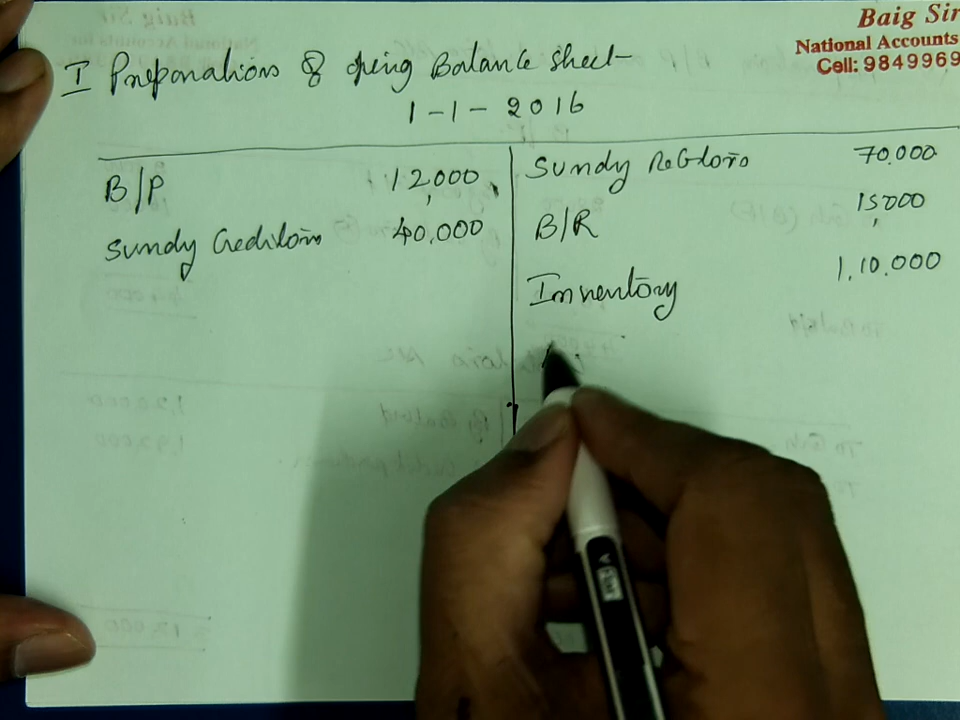 Baig Sir
National Accounts
Cell: 9849969
I Preparations of opening Balance sheet
1-1-2016
B/P 12,000
Sundry Creditors 40,000
Sundry Debtors 70,000
B/R 15,000
Inventory 1,10,000